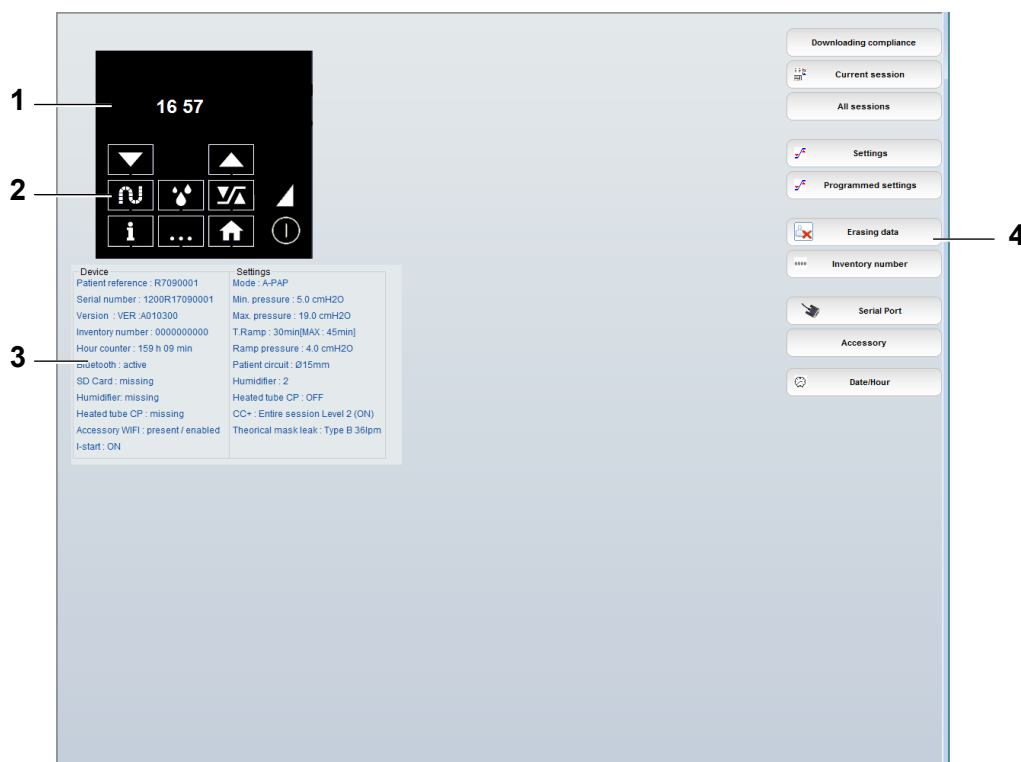 1
16 57
2
i
...
Device
Patient reference : R7090001
Serial number : 1200R17090001
Version : VER :A010300
Inventory number : 0000000000
Hour counter : 159 h 09 min
Bluetooth : active
SD Card : missing
Humidifier: missing
Heated tube CP : missing
Accessory WIFI : present / enabled
I-start : ON
Settings
Mode : A-PAP
Min. pressure : 5.0 cmH2O
Max. pressure : 19.0 cmH2O
T.Ramp : 30min[MAX : 45min]
Ramp pressure : 4.0 cmH2O
Patient circuit : Ø15mm
Humidifier : 2
Heated tube CP : OFF
CC+ : Entire session Level 2 (ON)
Theorical mask leak : Type B 36lpm
3
Downloading compliance
Current session
All sessions
Settings
Programmed settings
Erasing data
4
Inventory number
Serial Port
Accessory
Date/Hour